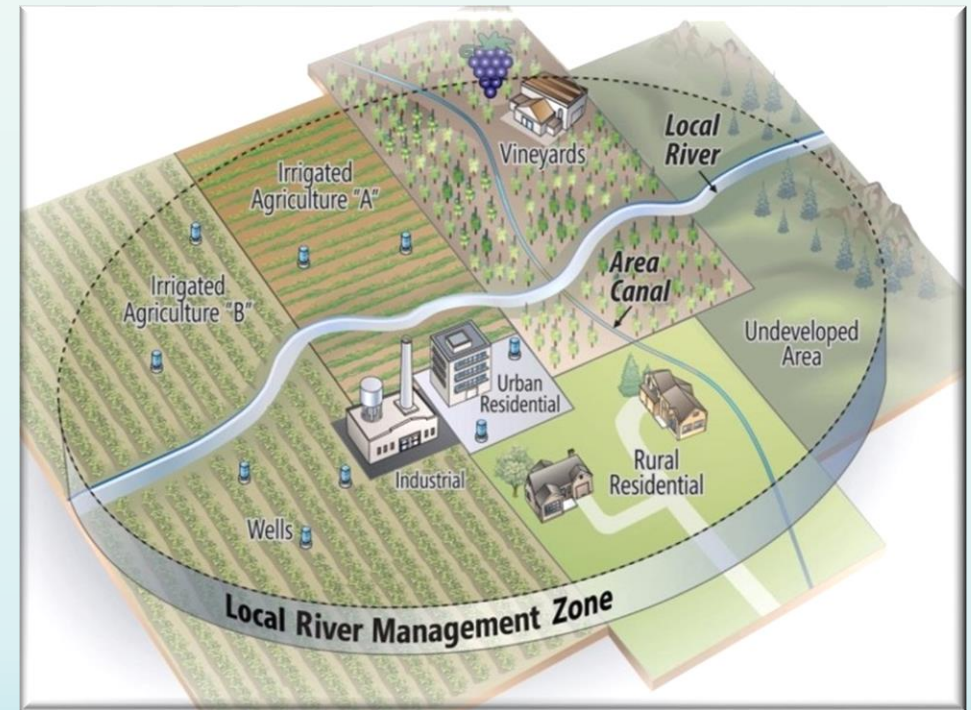 Vineyards
Local
River
Irrigated
Agriculture "A"
Area
Canal
Irrigated
Agriculture "B"
Undeveloped
Area
Urban
Residential
Rural
Residential
Industrial
Wells
Local River Management Zone